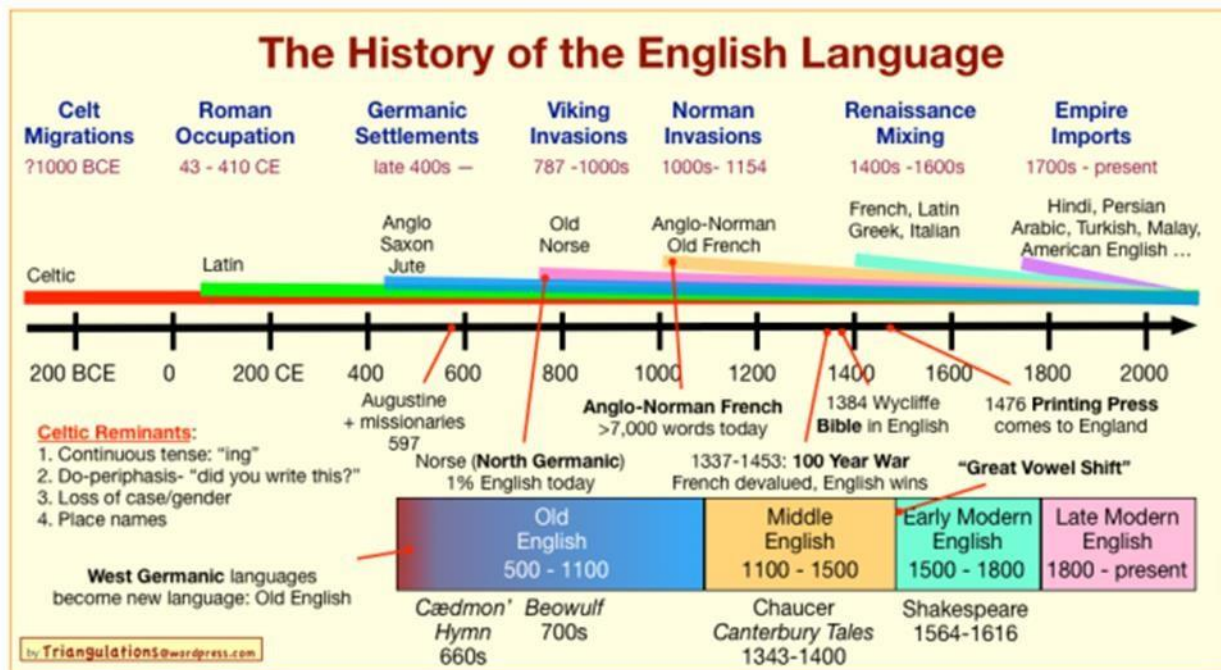 The History of the English Language
Celt
Migrations
?1000 BCE
Roman
Occupation
43 - 410 CE
Germanic
Settlements
late 400s —
Viking
Invasions
787 -1000s
Norman
Invasions
1000s- 1154
Renaissance
Mixing
1400s -1600s
Empire
Imports
1700s - present
Celtic
Latin
Anglo
Saxon
Jute
Old
Norse
Anglo-Norman
Old French
French, Latin
Greek, Italian
Hindi, Persian
Arabic, Turkish, Malay,
American English ...
200 BCE 0 200 CE 400 600 800 1000 1200 1400 1600 1800 2000
Augustine
+ missionaries
597
Anglo-Norman French
>7,000 words today
1384 Wycliffe
Bible in English
1476 Printing Press
comes to England
Celtic Reminants:
1. Continuous tense: “ing”
2. Do-periphasis- “did you write this?”
3. Loss of case/gender
4. Place names
Norse (North Germanic)
1% English today
1337-1453: 100 Year War
French devalued, English wins
“Great Vowel Shift”
West Germanic languages
become new language: Old English
Old
English
500 - 1100
Middle
English
1100 - 1500
Early Modern
English
1500 - 1800
Late Modern
English
1800 - present
Cædmon’
Hymn
660s
Beowulf
700s
Chaucer
Canterbury Tales
1343-1400
Shakespeare
1564-1616
by Triangulations@wordpress.com